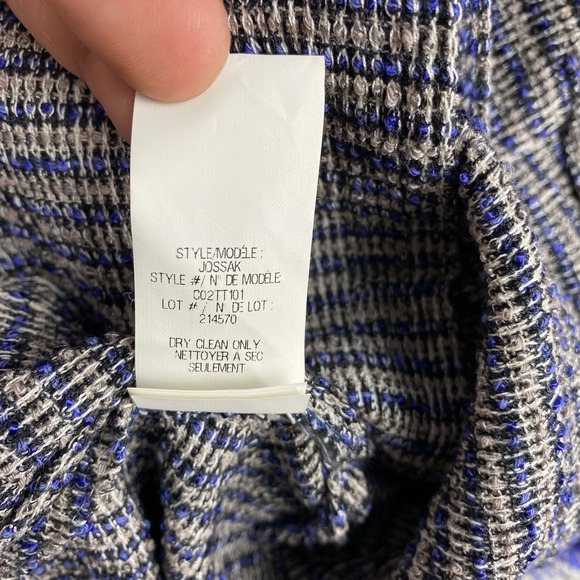 STYLE/MODÈLE :
JOSSAK
STYLE #/ N° DE MODÈLE:
C02TT101
LOT # / N° DE LOT :
214570
DRY CLEAN ONLY
NETTOYER À SEC
SEULEMENT